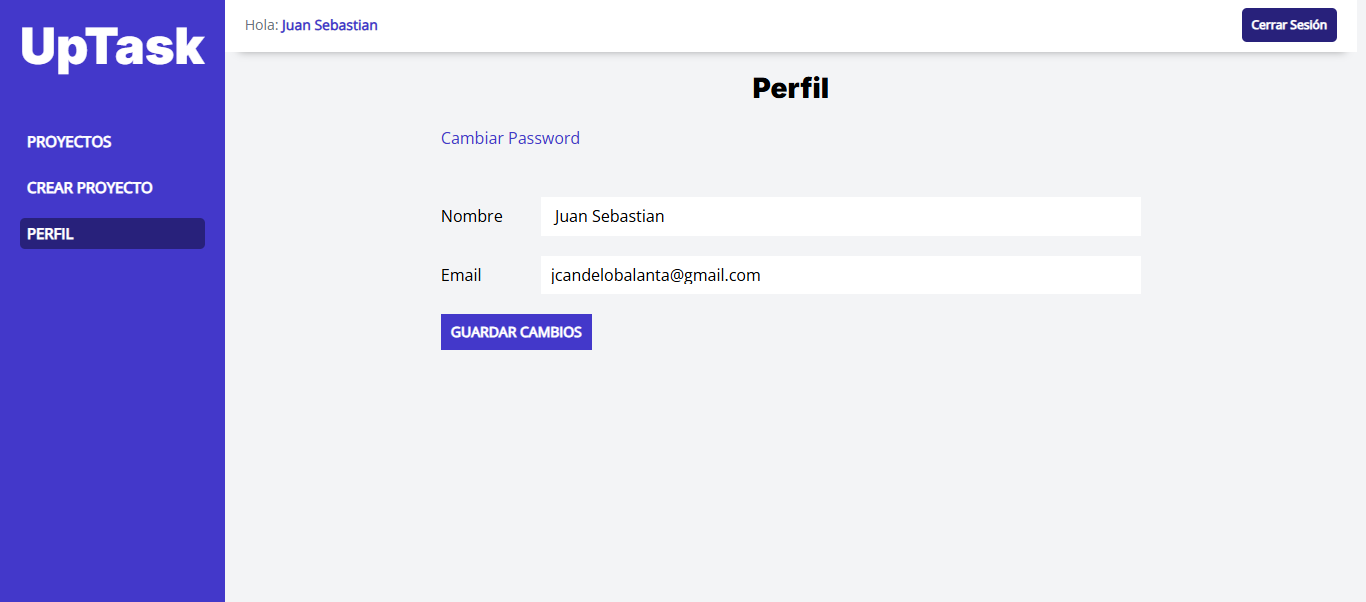 UpTask
Hola: Juan Sebastian
Cerrar Sesión
PROYECTOS
CREAR PROYECTO
PERFIL
Perfil
Cambiar Password
Nombre Juan Sebastian
Email jcandelobalanta@gmail.com
GUARDAR CAMBIOS